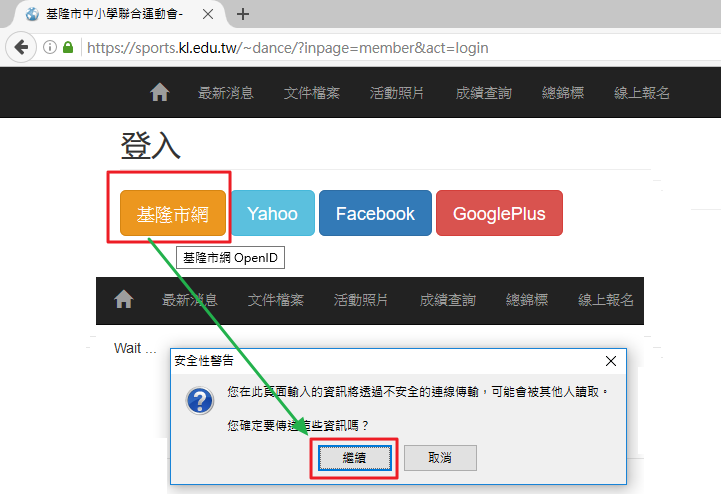 基隆市中小學聯合運動會-
https://sports.kl.edu.tw/~dance/?inpage=member&act=login
最新消息 文件檔案 活動照片 成績查詢 總錦標 線上報名
登入
基隆市網 Yahoo Facebook GooglePlus
基隆市網 OpenID
最新消息 文件檔案 活動照片 成績查詢 總錦標 線上報名
Wait ...
安全性警告
您在此頁面輸入的資訊將透過不安全的連線傳輸，可能會被其他人讀取。
您確定要傳送這些資訊嗎？
繼續 取消